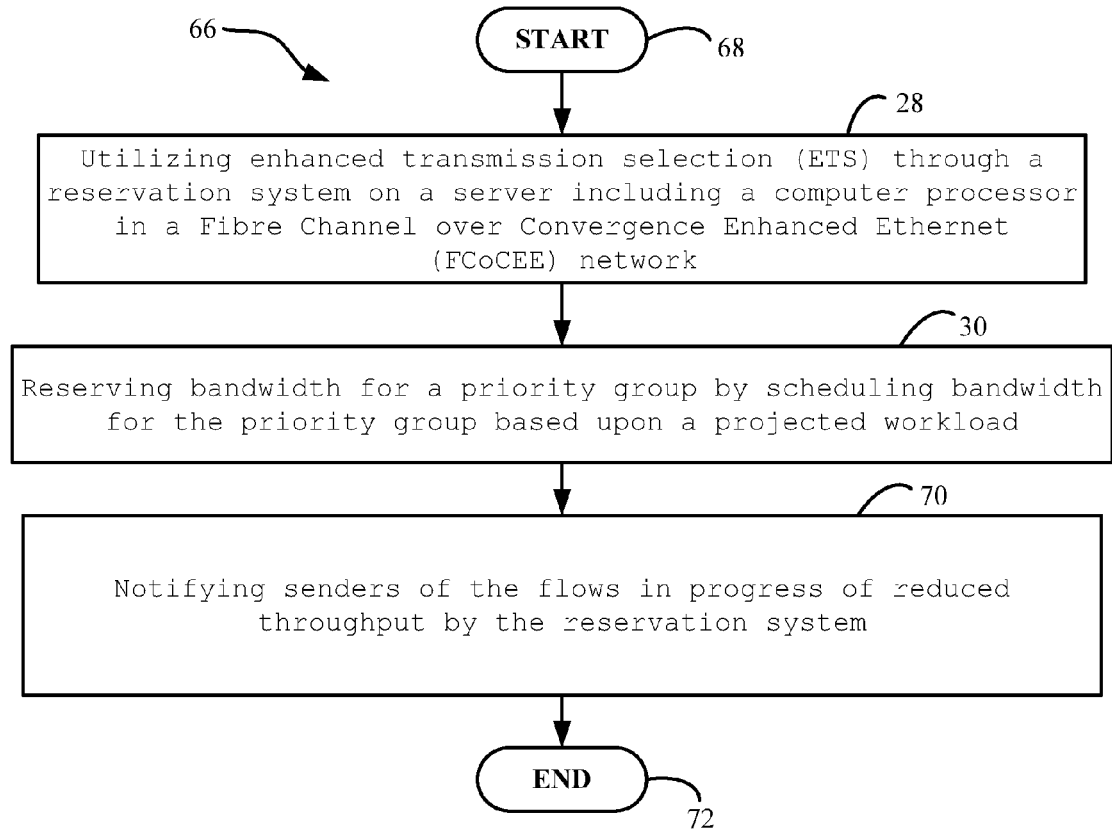 66
START
68
28
Utilizing enhanced transmission selection (ETS) through a
reservation system on a server including a computer processor
in a Fibre Channel over Convergence Enhanced Ethernet
(FCoCEE) network
30
Reserving bandwidth for a priority group by scheduling bandwidth
for the priority group based upon a projected workload
70
Notifying senders of the flows in progress of reduced
throughput by the reservation system
END
72